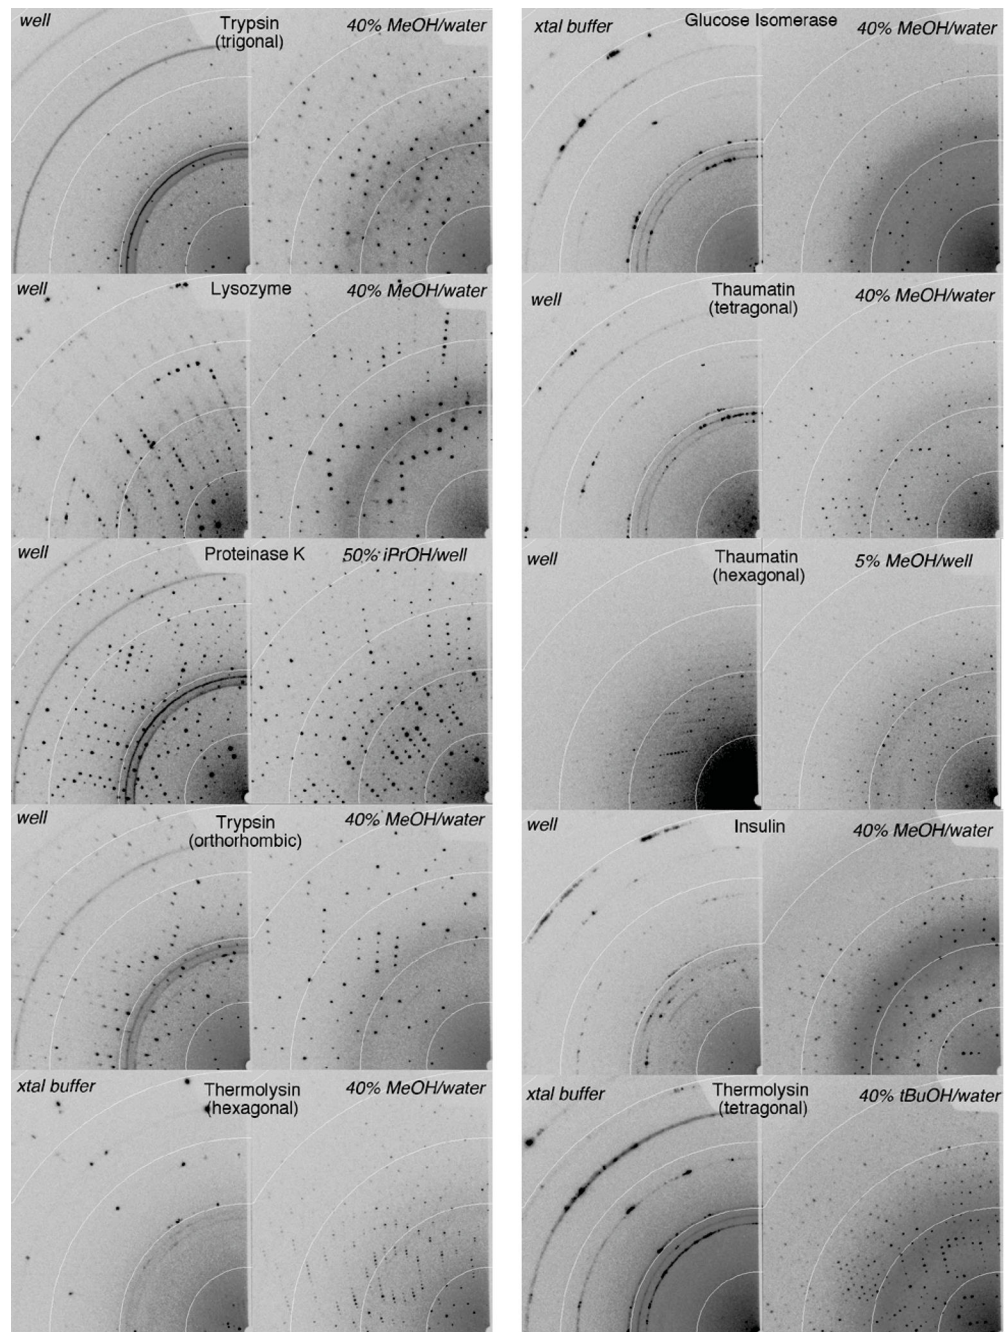 well Trypsin (trigonal) 40% MeOH/water
xtal buffer Glucose Isomerase 40% MeOH/water
well Lysozyme 40% MeOH/water
well Thaumatin (tetragonal) 40% MeOH/water
well Proteinase K 50% iPrOH/well
well Thaumatin (hexagonal) 5% MeOH/well
well Trypsin (orthorhombic) 40% MeOH/water
well Insulin 40% MeOH/water
xtal buffer Thermolysin (hexagonal) 40% MeOH/water
xtal buffer Thermolysin (tetragonal) 40% tBuOH/water